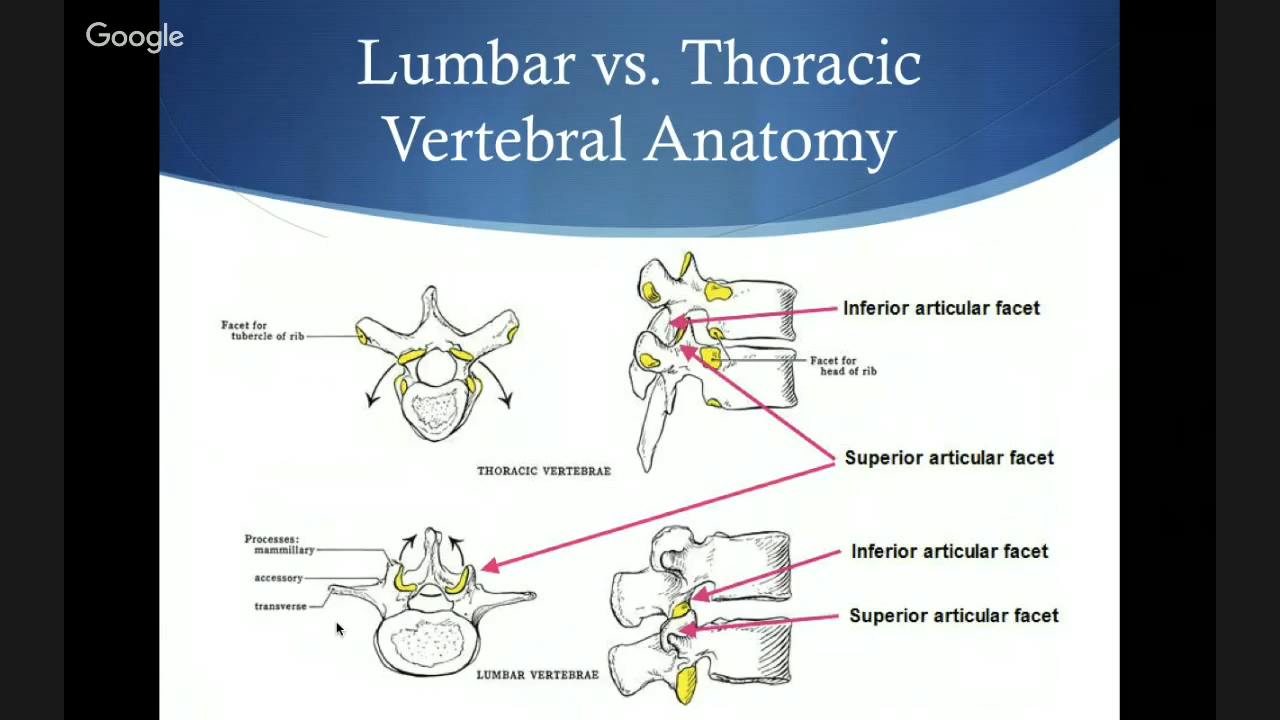 Google
Lumbar vs. Thoracic
Vertebral Anatomy
Facet for
tubercle of rib
Inferior articular facet
Facet for
head of rib
Superior articular facet
THORACIC VERTEBRAE
Processes:
mammillary
accessory
transverse
Inferior articular facet
Superior articular facet
LUMBAR VERTEBRAE